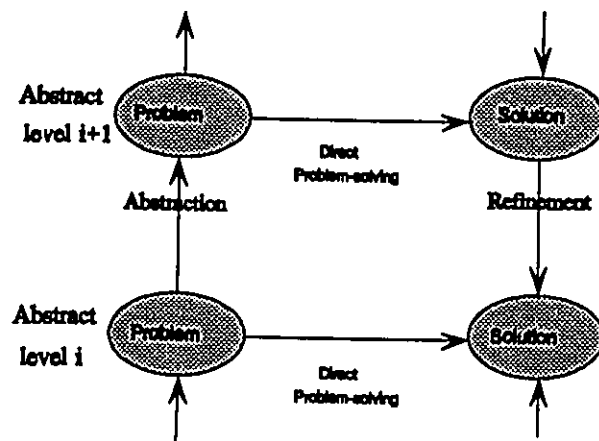 Abstract
level i+1
Problem
Solution
Direct
Problem-solving
Abstraction
Refinement
Abstract
level i
Problem
Solution
Direct
Problem-solving